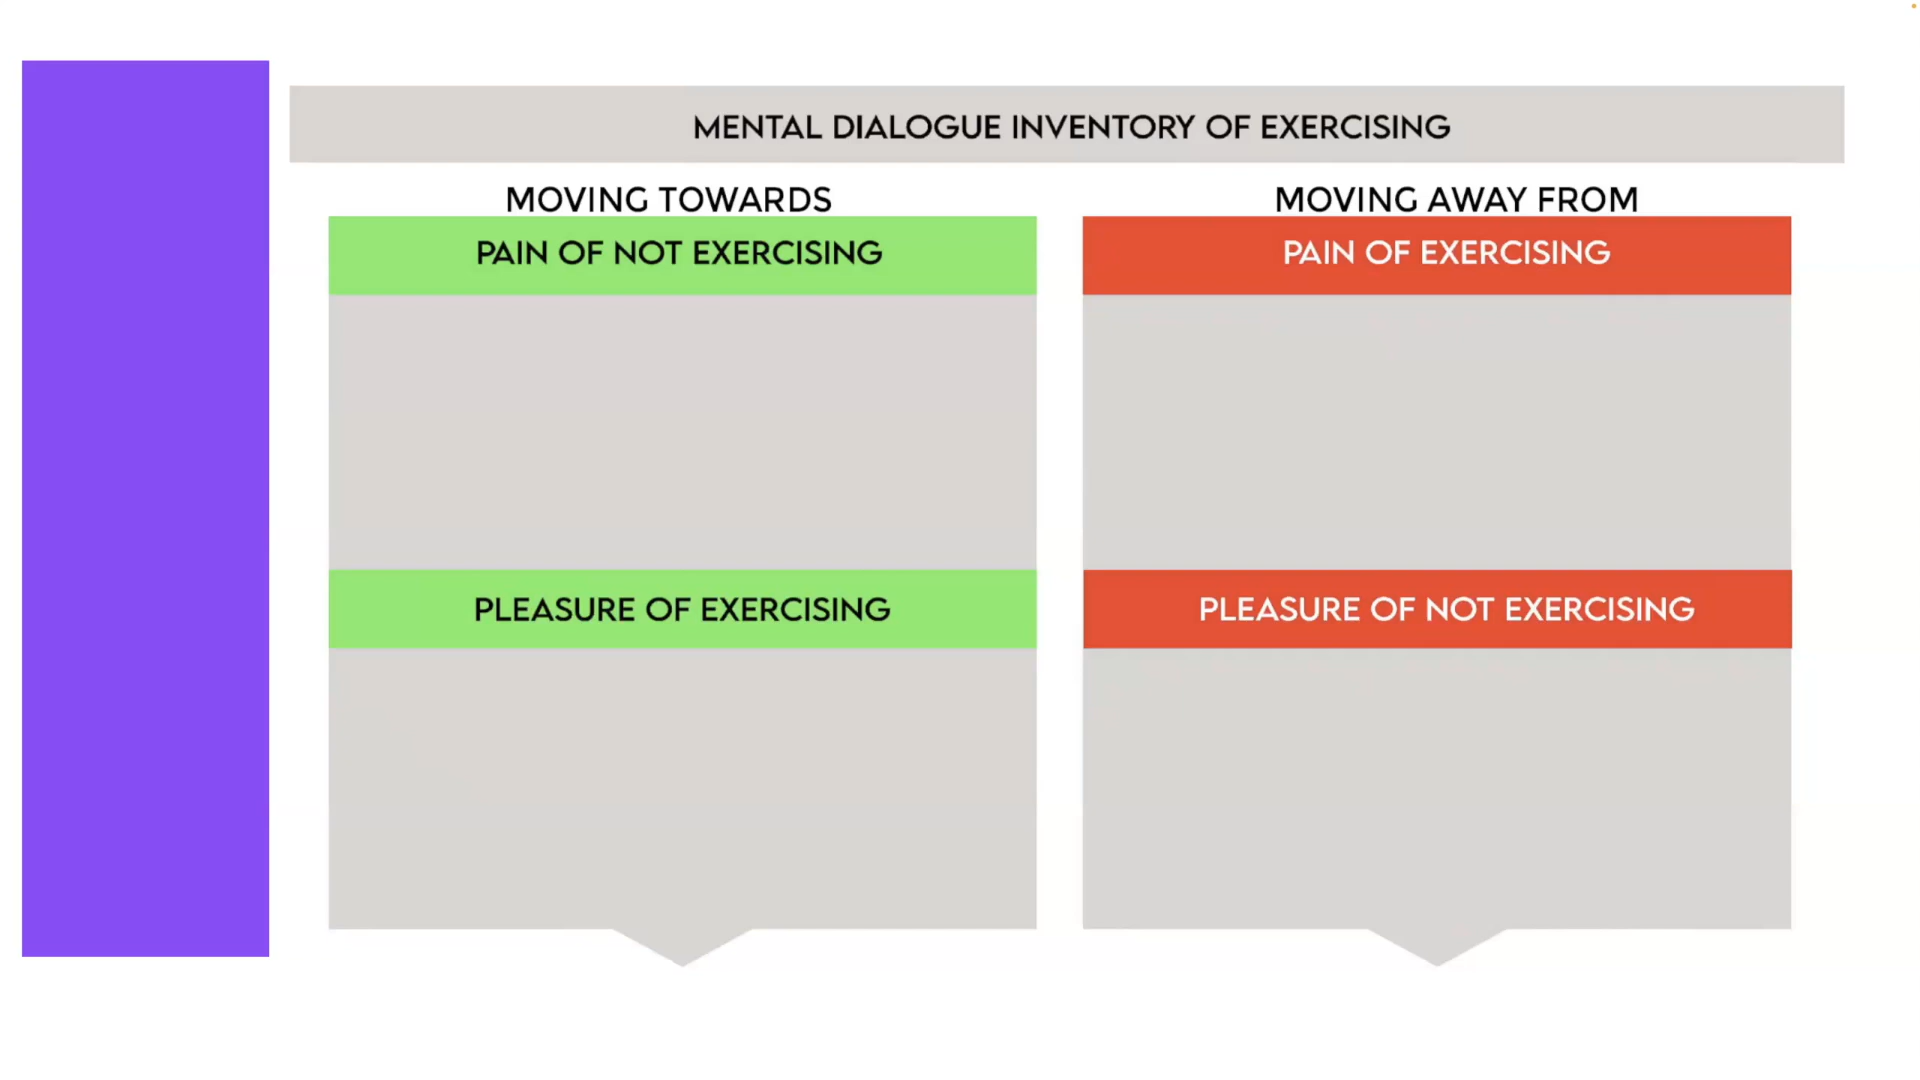 MENTAL DIALOGUE INVENTORY OF EXERCISING
MOVING TOWARDS
PAIN OF NOT EXERCISING
PLEASURE OF EXERCISING
MOVING AWAY FROM
PAIN OF EXERCISING
PLEASURE OF NOT EXERCISING